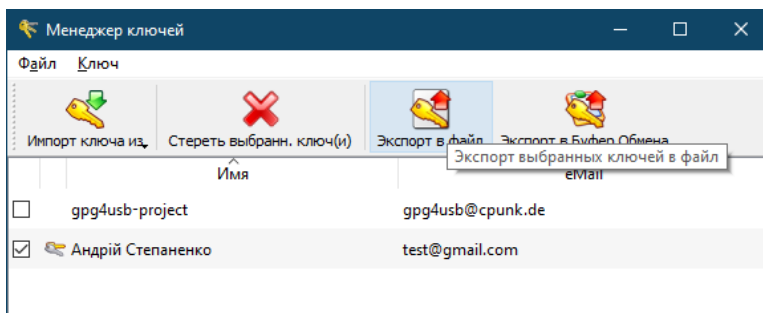 Менеджер ключей
Файл Ключ
Импорт ключа из Стереть выбранн. ключ(и) Экспорт в файл Экспорт в Буфер Обмена
Экспорт выбранных ключей в файл
Имя eMail
gpg4usb-project gpg4usb@cpunk.de
Андрій Степаненко test@gmail.com